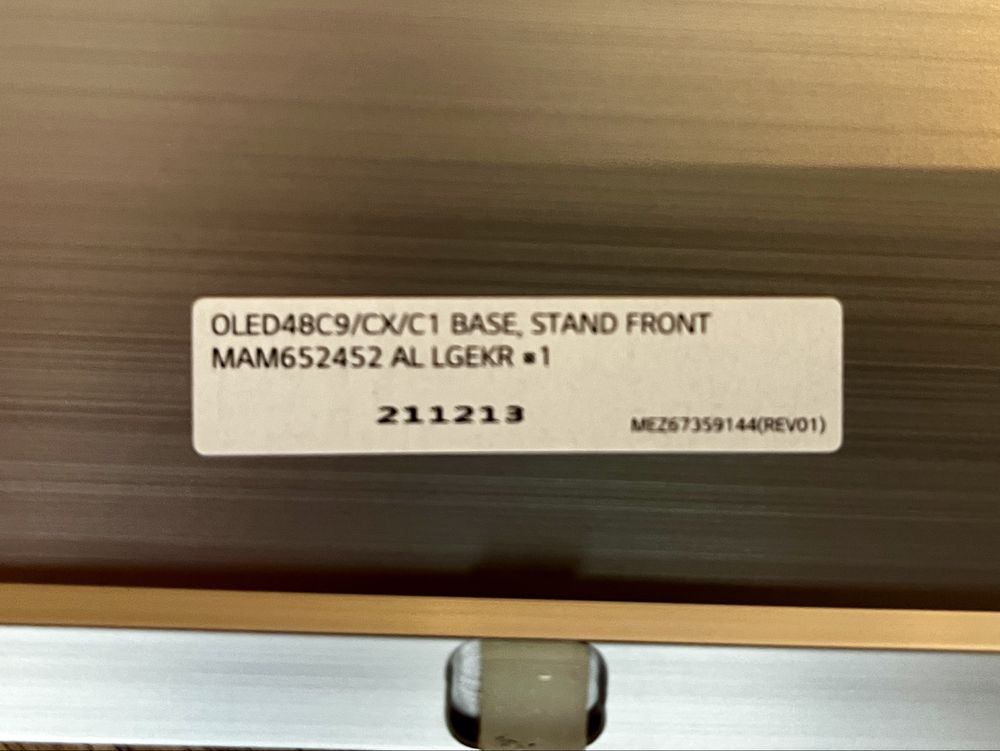 OLED48C9/CX/C1 BASE, STAND FRONT
MAM652452 AL LGEKR ※1
211213
MEZ67359144(REV01)